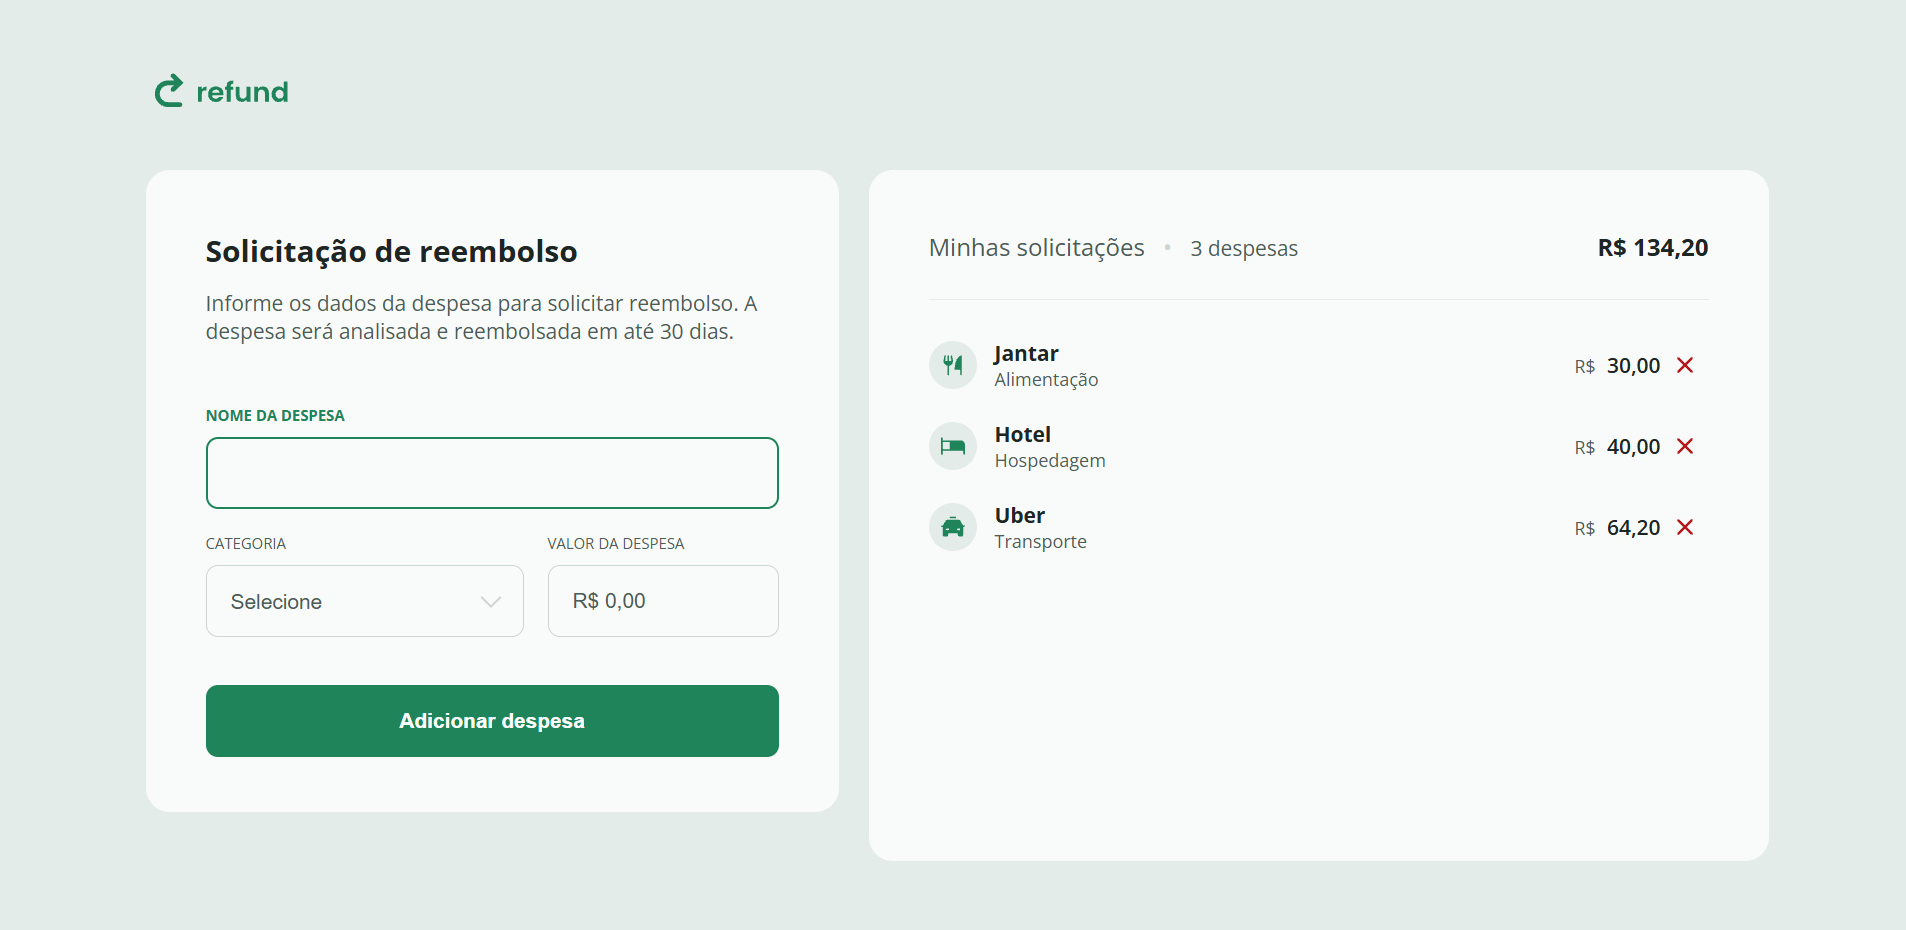 refund
Solicitação de reembolso
Informe os dados da despesa para solicitar reembolso. A
despesa será analisada e reembolsada em até 30 dias.
NOME DA DESPESA
CATEGORIA
VALOR DA DESPESA
Selecione
R$ 0,00
Adicionar despesa
Minhas solicitações • 3 despesas
R$ 134,20
Jantar
Alimentação
R$ 30,00
Hotel
Hospedagem
R$ 40,00
Uber
Transporte
R$ 64,20